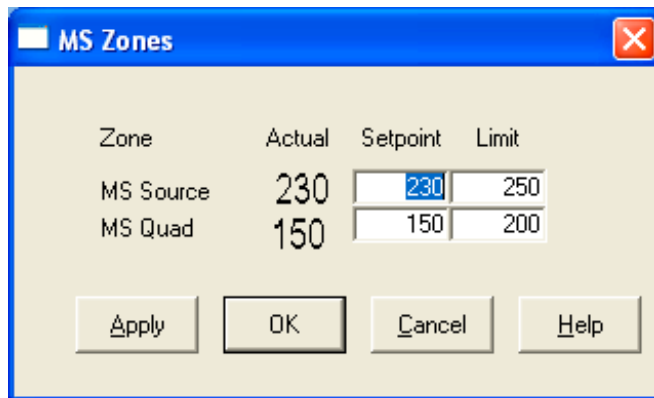 MS Zones
Zone Actual Setpoint Limit
MS Source 230 230 250
MS Quad 150 150 200
Apply OK Cancel Help